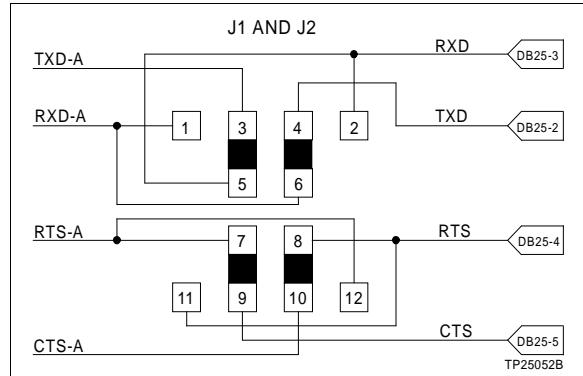 J1 AND J2
TXD-A
RXD
DB25-3
RXD-A
1
3
4
2
TXD
DB25-2
5
6
RTS-A
7
8
RTS
DB25-4
11
9
10
12
CTS-A
CTS
DB25-5
TP25052B